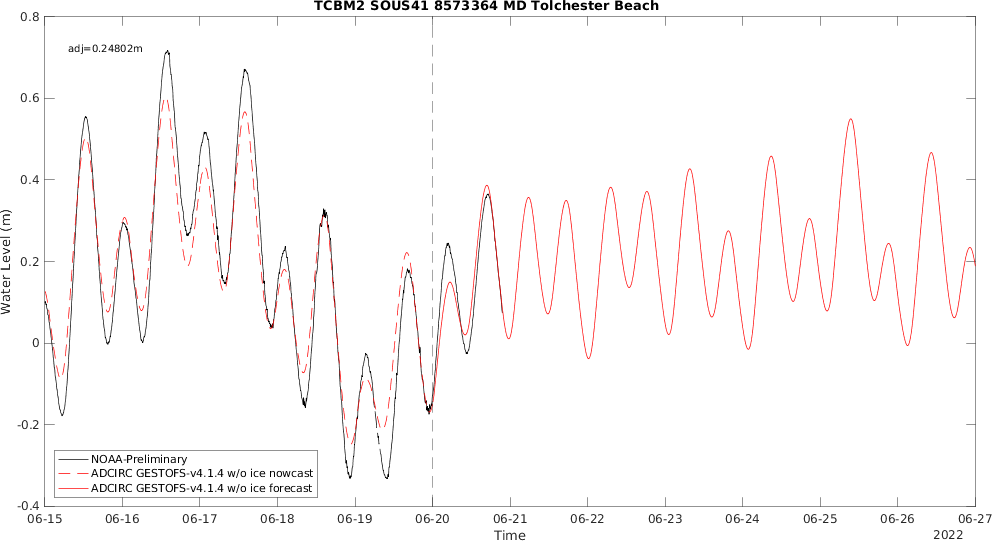 TCBM2 SOUS41 8573364 MD Tolchester Beach
adj=0.24802m
0.8
0.6
0.4
0.2
0
-0.2
-0.4
Water Level (m)
NOAA-Preliminary
ADCIRC GESTOFS-v4.1.4 w/o ice nowcast
ADCIRC GESTOFS-v4.1.4 w/o ice forecast
06-15 06-16 06-17 06-18 06-19 06-20 06-21 06-22 06-23 06-24 06-25 06-26 06-27
Time
2022